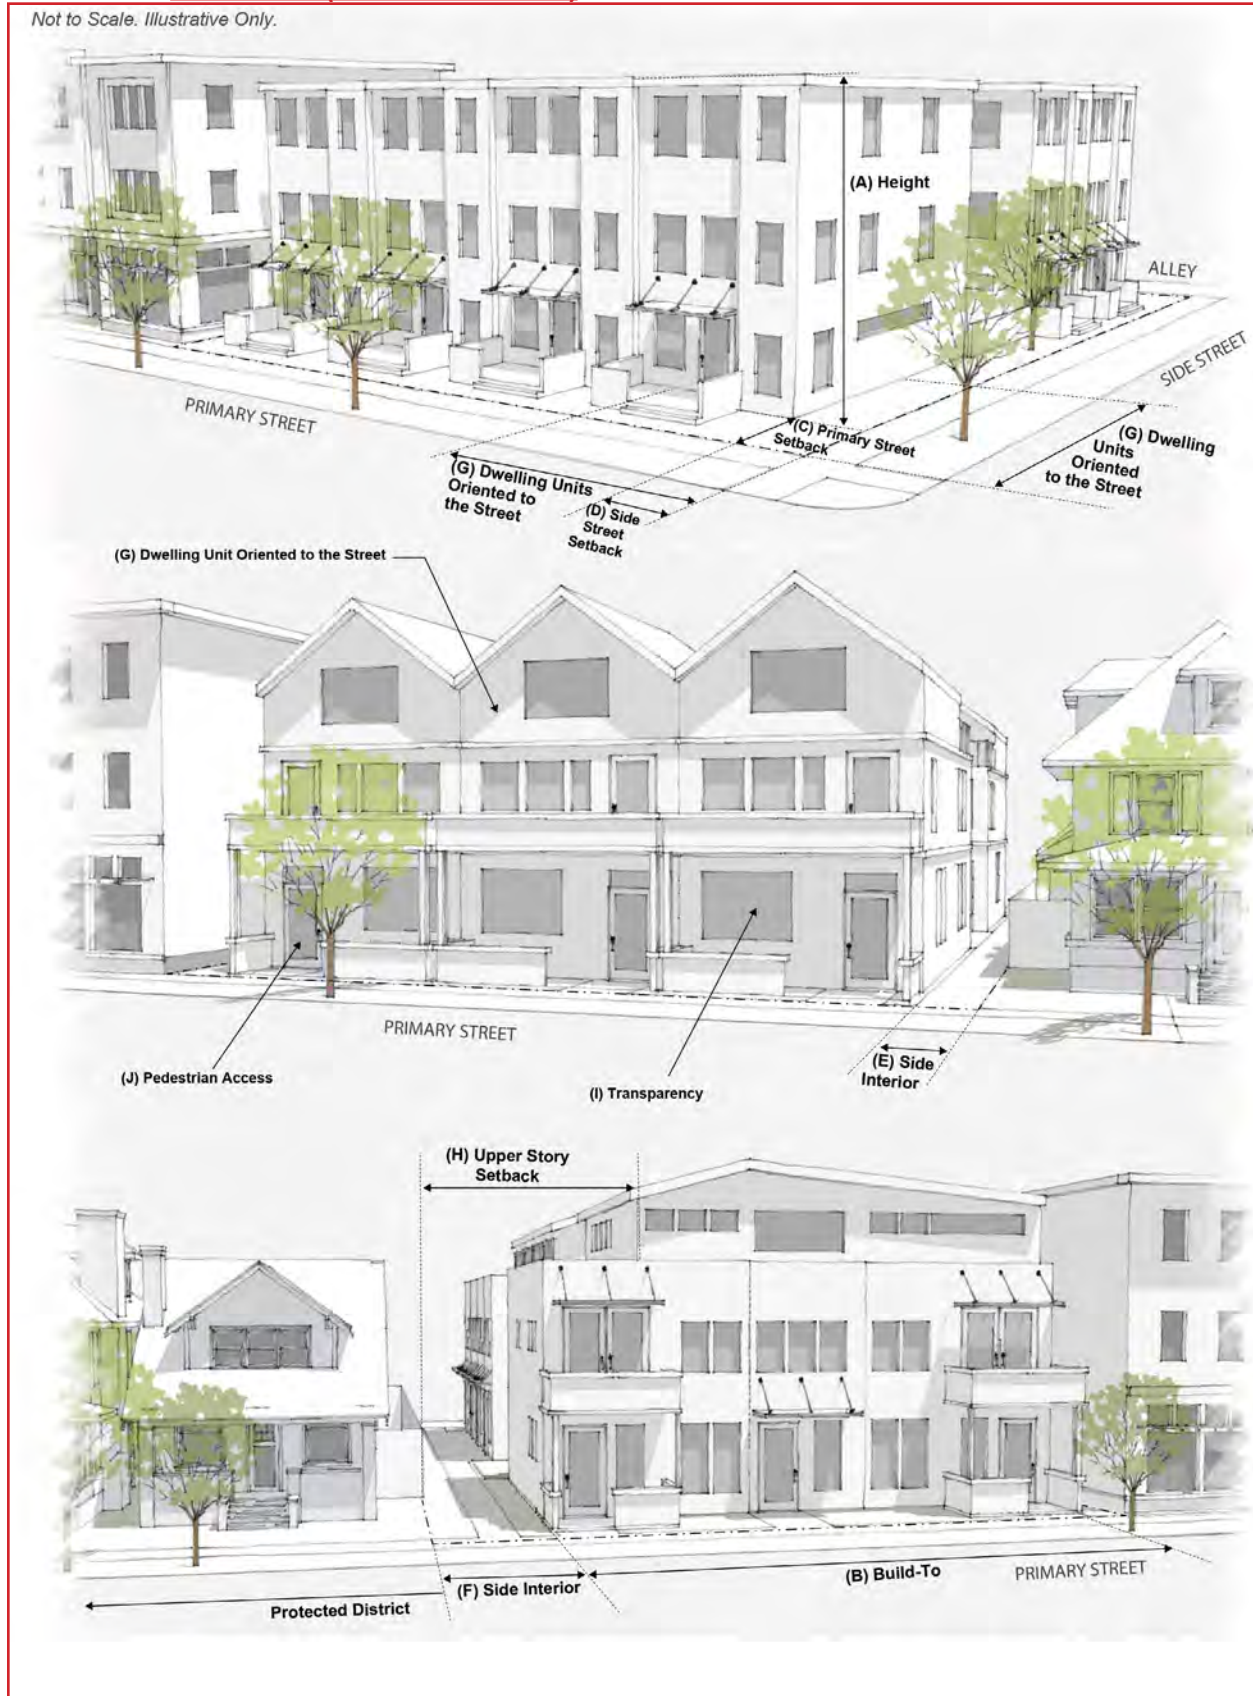 Not to Scale. Illustrative Only.
(A) Height
ALLEY
SIDE STREET
PRIMARY STREET
(C) Primary Street
Setback
(G) Dwelling
Units
Oriented
to the Street
(G) Dwelling Units
Oriented to
the Street
(D) Side
Street
Setback
(G) Dwelling Unit Oriented to the Street
PRIMARY STREET
(E) Side
Interior
(J) Pedestrian Access
(I) Transparency
(H) Upper Story
Setback
(B) Build-To
PRIMARY STREET
(F) Side Interior
Protected District